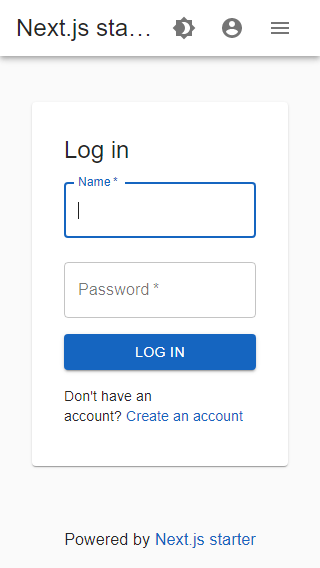 Next.js sta…
Log in
Name *
Password *
LOG IN
Don't have an
account? Create an account
Powered by Next.js starter